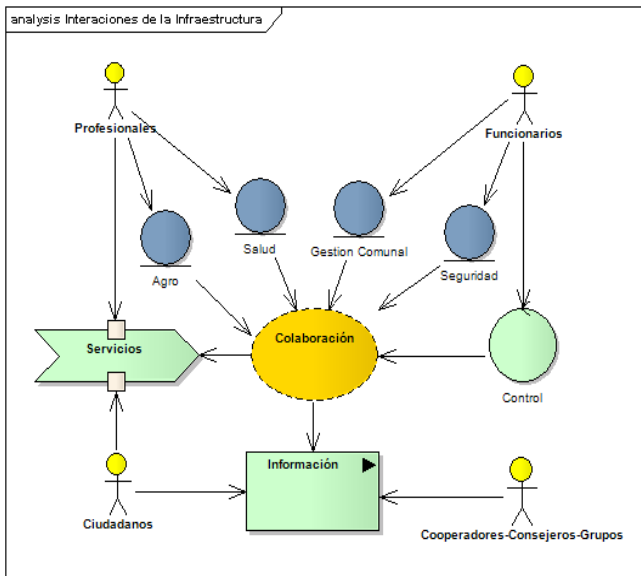 analysis Interaciones de la Infraestructura
Profesionales
Funcionarios
Salud
Gestion Comunal
Agro
Seguridad
Colaboración
Servicios
Control
Información
Ciudadanos
Cooperadores-Consejeros-Grupos